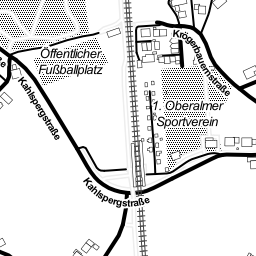 Öffentlicher
Fußballplatz
Krögerbauernstraße
1. Oberalmer
Sportverein
Kahlspergstraße
Kahlspergstraße